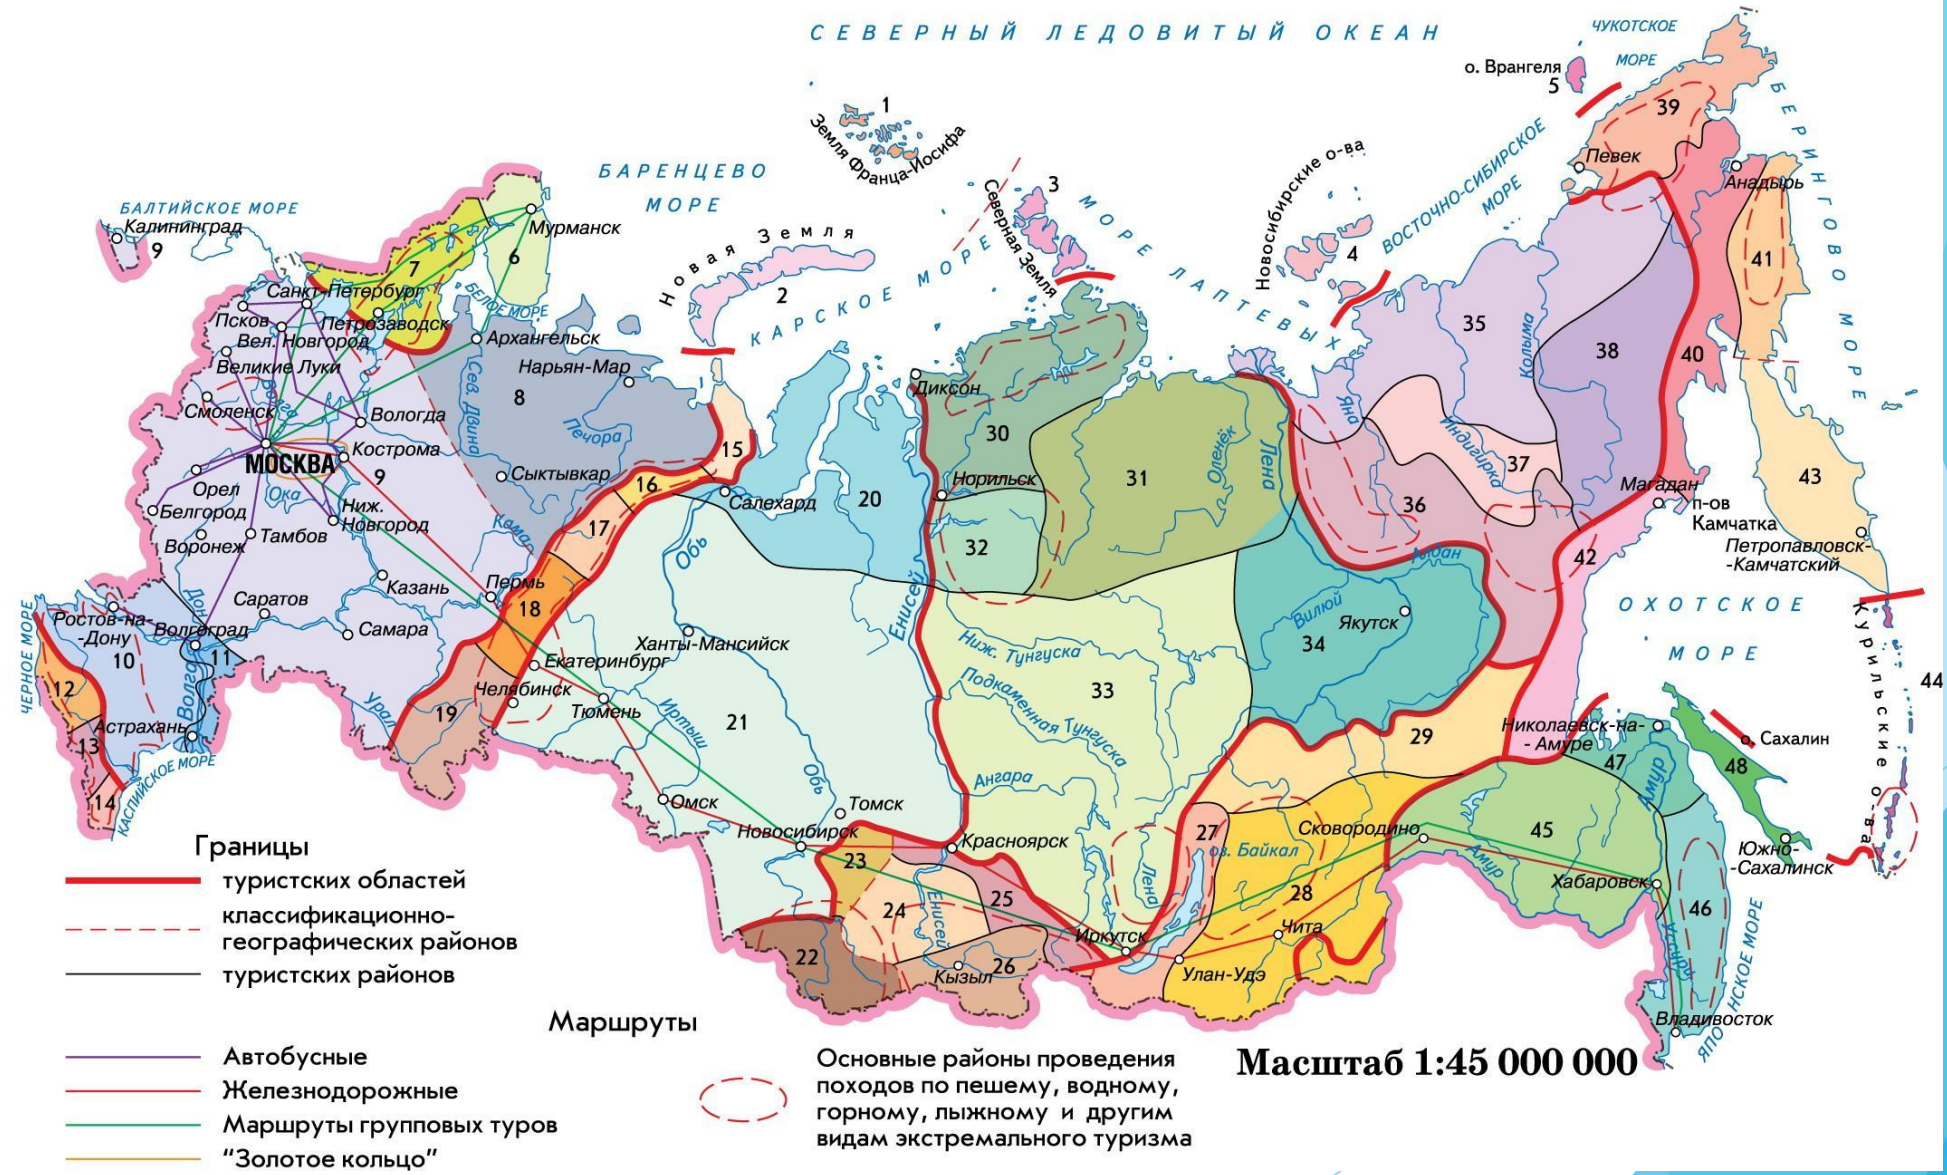 СЕВЕРНЫЙ ЛЕДОВИТЫЙ ОКЕАН
ЧУКОТСКОЕ
МОРЕ
о. Врангеля
5
1
Земля Франца-Иосифа
БАРЕНЦЕВО
МОРЕ
39
Певек
БЕРИНГОВО МОРЕ
Новосибирские о-ва
ВОСТОЧНО-СИБИРСКОЕ
МОРЕ
3
Северная Земля
МОРЕ ЛАПТЕВЫХ
4
Анадырь
БАЛТИЙСКОЕ МОРЕ
Калининград
9
Мурманск
6
7
Новая Земля
2
КАРСКОЕ МОРЕ
41
Санкт-Петербург
БЕЛОЕ МОРЕ
Псков
Петрозаводск
Вел. Новгород
Архангельск
35
Колыма
38
40
Великие Луки
Нарьян-Мар
Диксон
Волга
Смоленск
Вологда
Сев. Двина
8
Печора
Яна
Индигирка
37
30
Оленёк
Лена
МОСКВА
Кострома
9
15
Сыктывкар
16
Салехард
20
Норильск
31
36
43
Магадан
п-ов
Камчатка
Орел
Ока
Ниж.
Новгород
Белгород
Тамбов
Воронеж
Кама
17
Обь
32
Алдан
42
Петропавловск-
-Камчатский
Казань
Пермь
18
Енисей
Вилюй
Якутск
34
ОХОТСКОЕ
МОРЕ
Курильские о-ва
44
ЧЕРНОЕ МОРЕ
Ростов-на-
-Дону
Дон
Саратов
Волгоград
Самара
10
11
Ханты-Мансийск
Екатеринбург
Ниж. Тунгуска
Подкаменная Тунгуска
33
12
Волга
Астрахань
Урал
19
Челябинск
Тюмень
Иртыш
21
29
Николаевск-на-
-Амуре
о. Сахалин
13
КАСПИЙСКОЕ МОРЕ
14
Обь
Ангара
47
Амур
48
Омск
Томск
Новосибирск
Красноярск
27
оз. Байкал
Сковородино
45
Амур
Южно-
-Сахалинск
23
Лена
Хабаровск
24
Енисей
25
28
46
Иркутск
Чита
Уссури
22
Кызыл
26
Улан-Удэ
Владивосток
ЯПОНСКОЕ МОРЕ
Границы
туристских областей
классификационно-
географических районов
туристских районов
Маршруты
Автобусные
Железнодорожные
Маршруты групповых туров
“Золотое кольцо”
Основные районы проведения
походов по пешему, водному,
горному, лыжному и другим
видам экстремального туризма
Масштаб 1:45 000 000